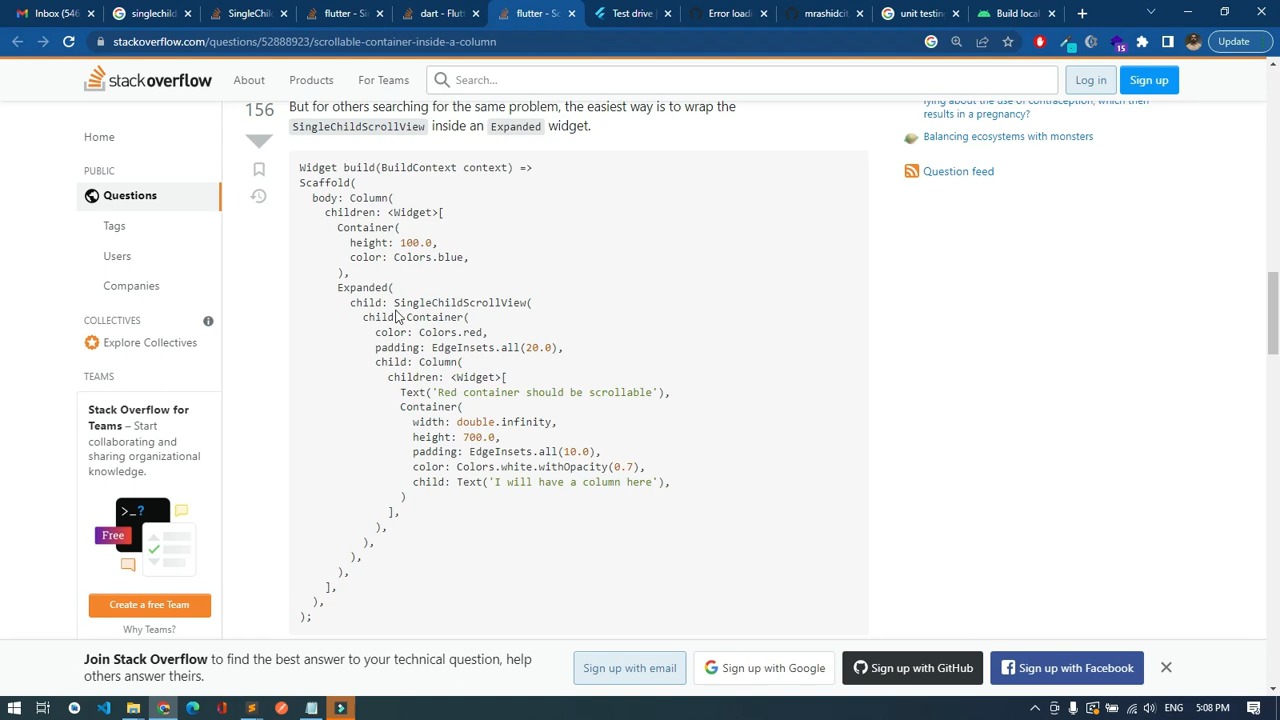 Inbox (546
singlechild
SingleChil
flutter - Si
dart - Flut
flutter - Sc
Test drive
Error load
mrashidcit
unit testing
Build local
stackoverflow.com/questions/52888923/scrollable-container-inside-a-column
15
Update
stackoverflow
About
Products
For Teams
Search...
Log in
Sign up
156
But for others searching for the same problem, the easiest way is to wrap the
SingleChildScrollView inside an Expanded widget.
lying about the use of contraception, which then
results in a pregnancy?
Balancing ecosystems with monsters
Question feed
Home
PUBLIC
Questions
Tags
Users
Companies
COLLECTIVES
Explore Collectives
TEAMS
Stack Overflow for
Teams – Start
collaborating and
sharing organizational
knowledge.
>_?
Free
Create a free Team
Why Teams?
Widget build(BuildContext context) =>
Scaffold(
body: Column(
children: <Widget>[
Container(
height: 100.0,
color: Colors.blue,
),
Expanded(
child: SingleChildScrollView(
child: Container(
color: Colors.red,
padding: EdgeInsets.all(20.0),
child: Column(
children: <Widget>[
Text('Red container should be scrollable'),
Container(
width: double.infinity,
height: 700.0,
padding: EdgeInsets.all(10.0),
color: Colors.white.withOpacity(0.7),
child: Text('I will have a column here'),
)
],
),
),
),
),
],
),
);
Join Stack Overflow to find the best answer to your technical question, help
others answer theirs.
Sign up with email
Sign up with Google
Sign up with GitHub
Sign up with Facebook
ENG
5:08 PM